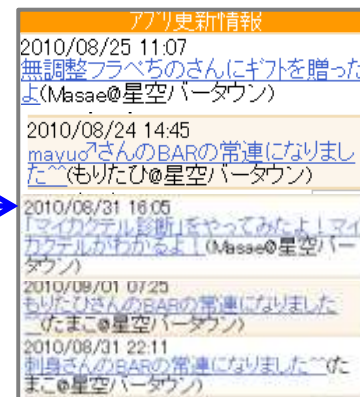 アプリ更新情報
2010/08/25 11:07
無調整フラペちのさんにギフトを贈った
よ(Masae@星空バータウン)
2010/08/24 14:45
mayuo♂さんのBARの常連になりまし
た^^(もりたひ@星空バータウン)
2010/08/31 16:05
「マイカクテル診断」をやってみたよ！マイ
カクテルがわかるよ！(Masae@星空バー
タウン)
2010/09/01 07:25
もりたひさんのBARの常連になりました
^^(たまご@星空バータウン)
2010/08/31 22:11
刺身さんのBARの常連になりました^^(た
まご@星空バータウン)